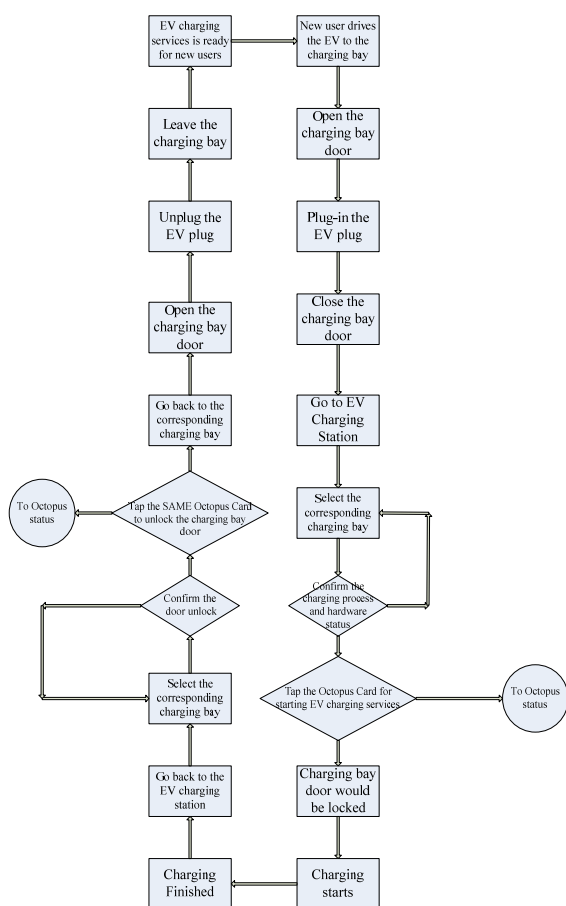 EV charging
services is ready
for new users
New user drives
the EV to the
charging bay
Open the
charging bay
door
Plug-in the
EV plug
Close the
charging bay
door
Go to EV
Charging
Station
Select the
corresponding
charging bay
Confirm the
charging process
and hardware
status
Tap the Octopus Card for
starting EV charging services
To Octopus
status
Charging bay
door would
be locked
Charging
starts
Charging
Finished
Go back to the
EV charging
station
Select the
corresponding
charging bay
Confirm the
door unlock
Tap the SAME Octopus Card
to unlock the charging bay
door
To Octopus
status
Go back to the
corresponding
charging bay
Open the
charging bay
door
Unplug the
EV plug
Leave the
charging bay